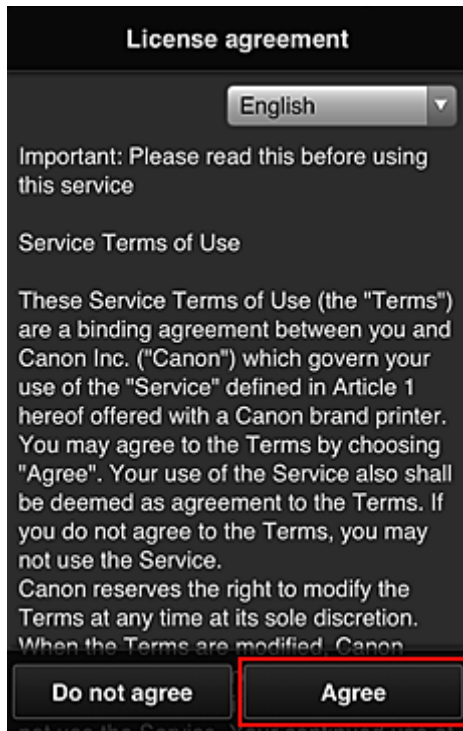 License agreement
English
Important: Please read this before using
this service
Service Terms of Use
These Service Terms of Use (the "Terms")
are a binding agreement between you and
Canon Inc. ("Canon") which govern your
use of the "Service" defined in Article 1
hereof offered with a Canon brand printer.
You may agree to the Terms by choosing
"Agree". Your use of the Service also shall
be deemed as agreement to the Terms. If
you do not agree to the Terms, you may
not use the Service.
Canon reserves the right to modify the
Terms at any time at its sole discretion.
When the Terms are modified, Canon
Do not agree
Agree